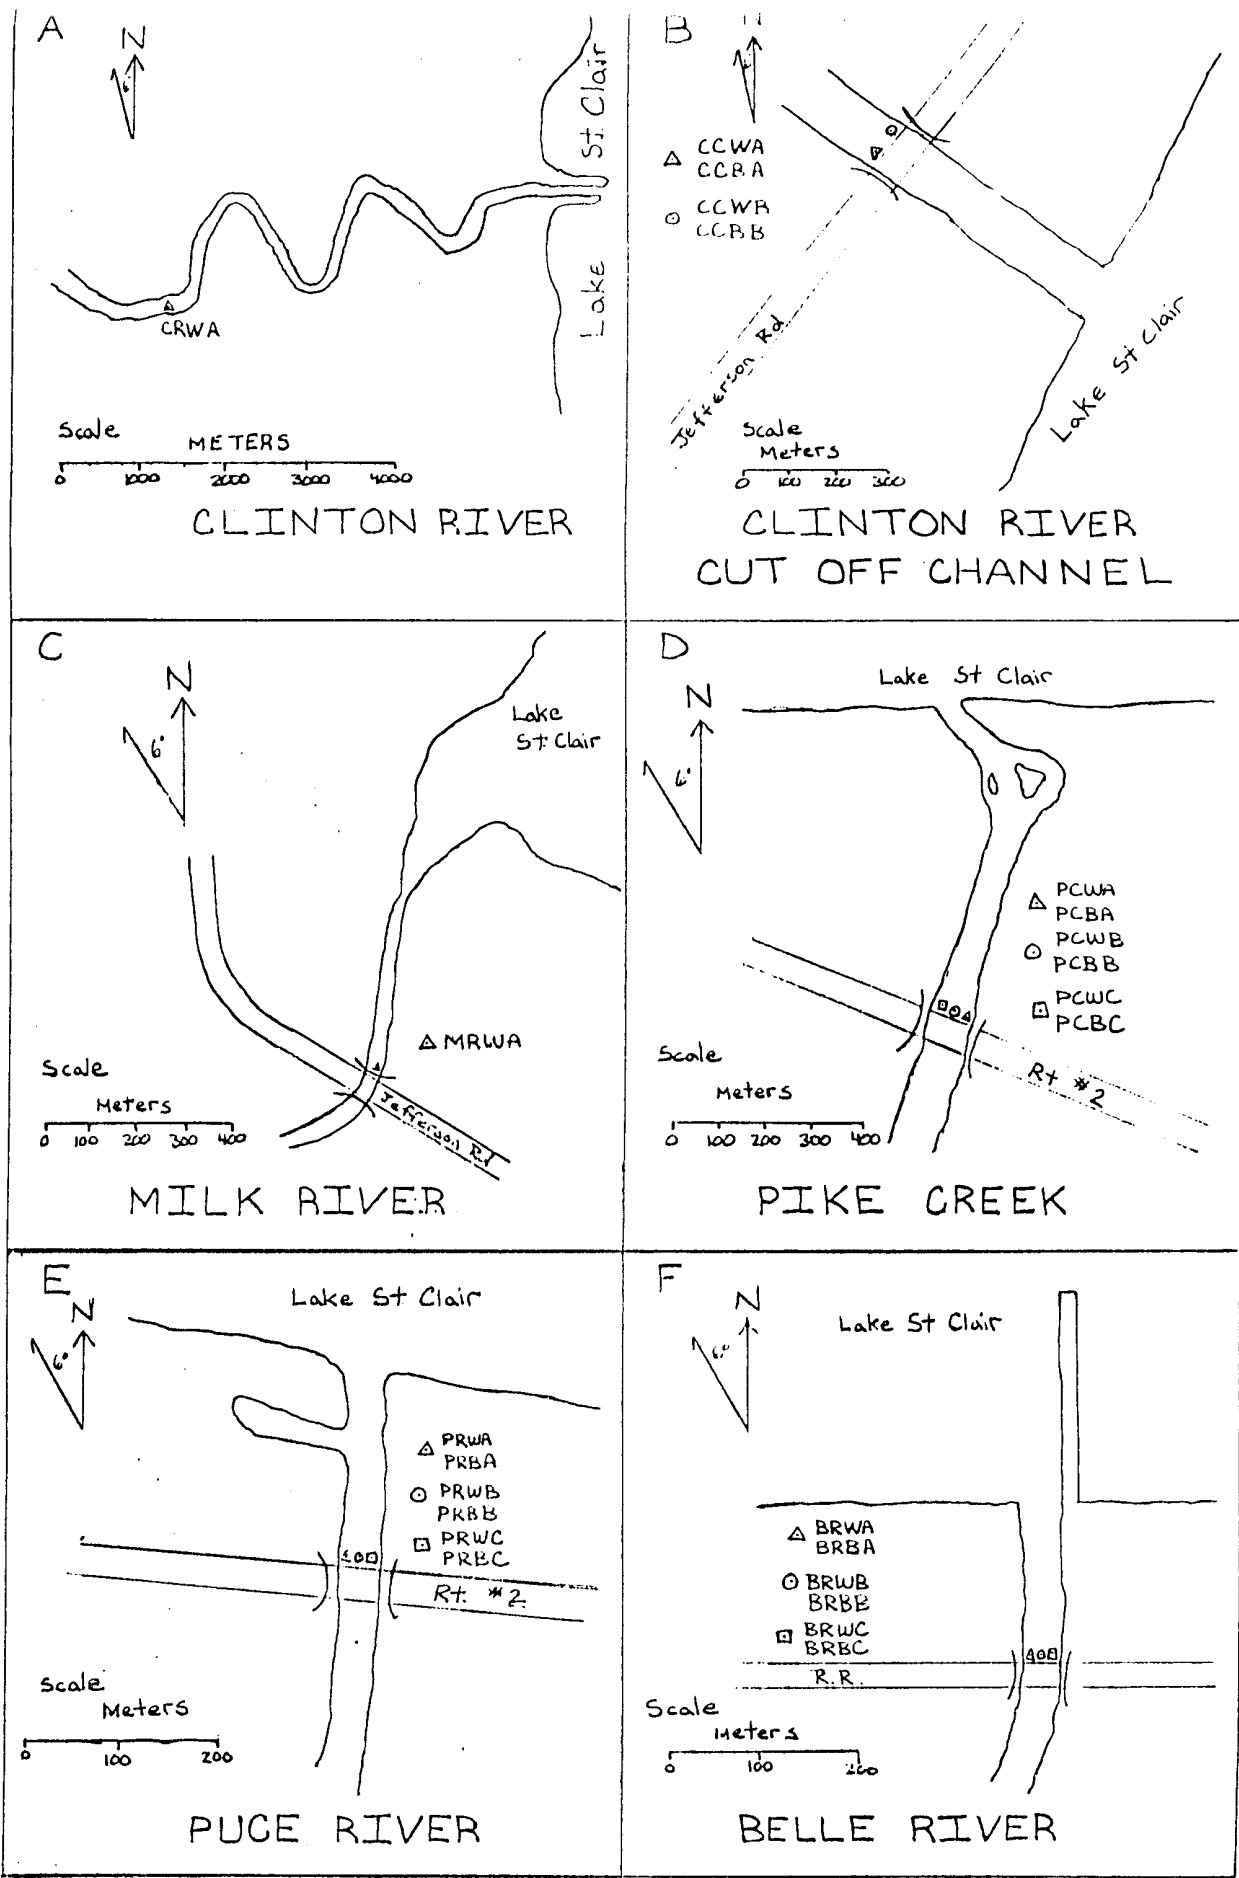 A
N
6°
St. Clair
Lake
CRWA
Scale
METERS
0 1000 2000 3000 4000
CLINTON RIVER
B
N
CCWA
CCBA
CCWB
CCBB
Jefferson Rd
Lake St Clair
Scale
Meters
0 100 200 300
CLINTON RIVER
CUT OFF CHANNEL
C
N
6°
Lake
St. Clair
MRWA
Jefferson Rd
Scale
Meters
0 100 200 300 400
MILK RIVER
D
Lake St Clair
N
6°
PCWA
PCBA
PCWB
PCBB
PCWC
PCBC
Rt #2
Scale
Meters
0 100 200 300 400
PIKE CREEK
E
N
6°
Lake St. Clair
PRWA
PRBA
PRWB
PRBB
PRWC
PRBC
Rt. #2
Scale
Meters
0 100 200
PUCE RIVER
F
N
6°
Lake St Clair
BRWA
BRBA
BRWB
BRBB
BRWC
BRBC
R.R.
Scale
Meters
0 100 200
BELLE RIVER